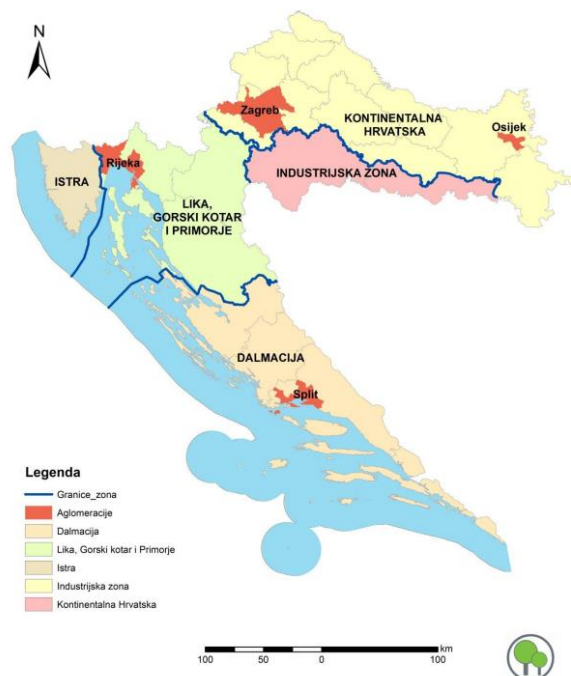 N
Zagreb
KONTINENTALNA
HRVATSKA
Osijek
Rijeka
ISTRA
INDUSTRIJSKA ZONA
LIKA,
GORSKI KOTAR
I PRIMORJE
DALMACIJA
Split
Legenda
Granice_zona
Aglomeracije
Dalmacija
Lika, Gorski kotar i Primorje
Istra
Industrijska zona
Kontinentalna Hrvatska
km
100 50 0 100